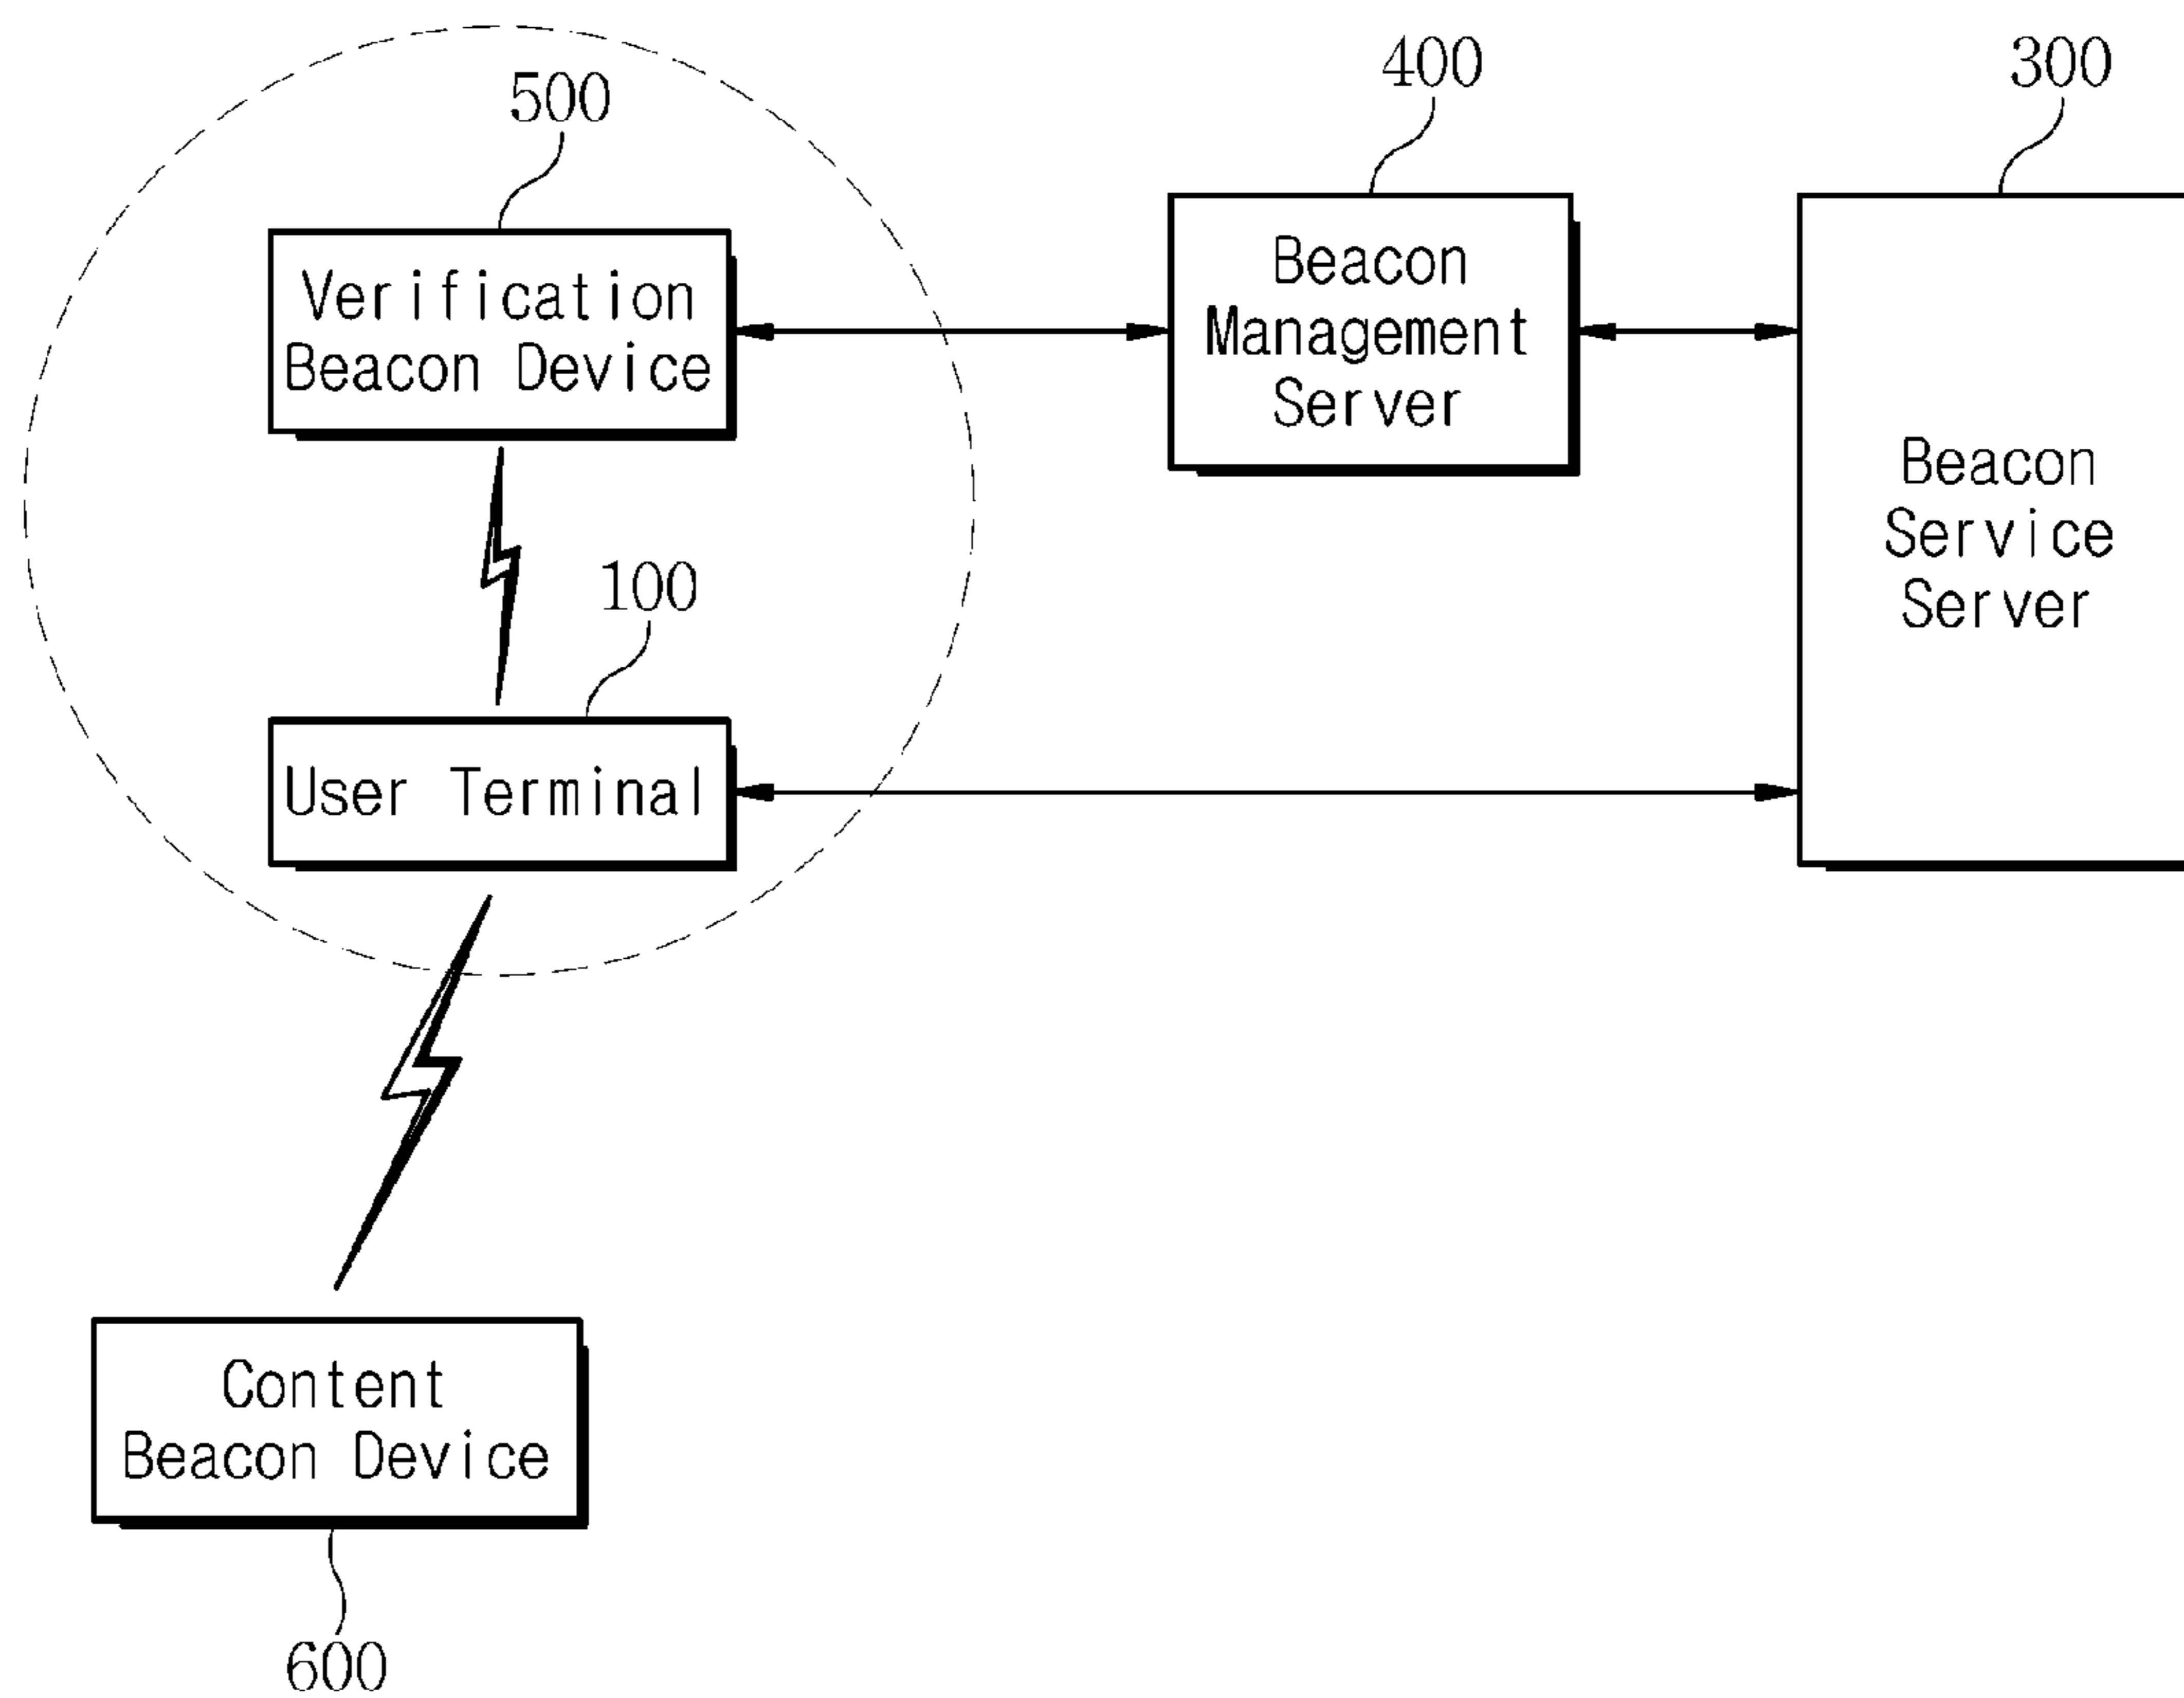 500
400
300
Verification
Beacon Device
Beacon
Management
Server
Beacon
Service
Server
100
User Terminal
Content
Beacon Device
600